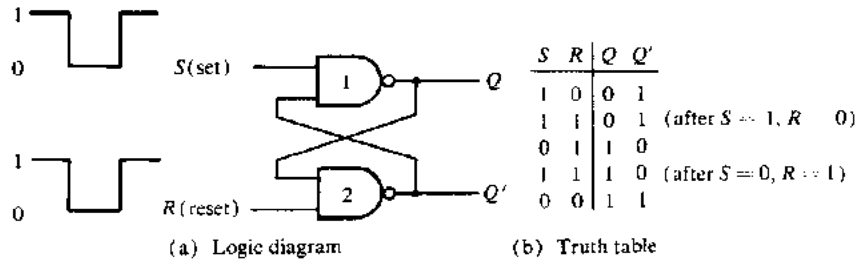 1
0
S(set)
1
Q
1
0
R(reset)
2
Q'
(a) Logic diagram
S R Q Q'
1 0 0 1
1 1 0 1 (after S = 1, R 0)
0 1 1 0
1 1 1 0 (after S = 0, R = 1)
0 0 1 1
(b) Truth table